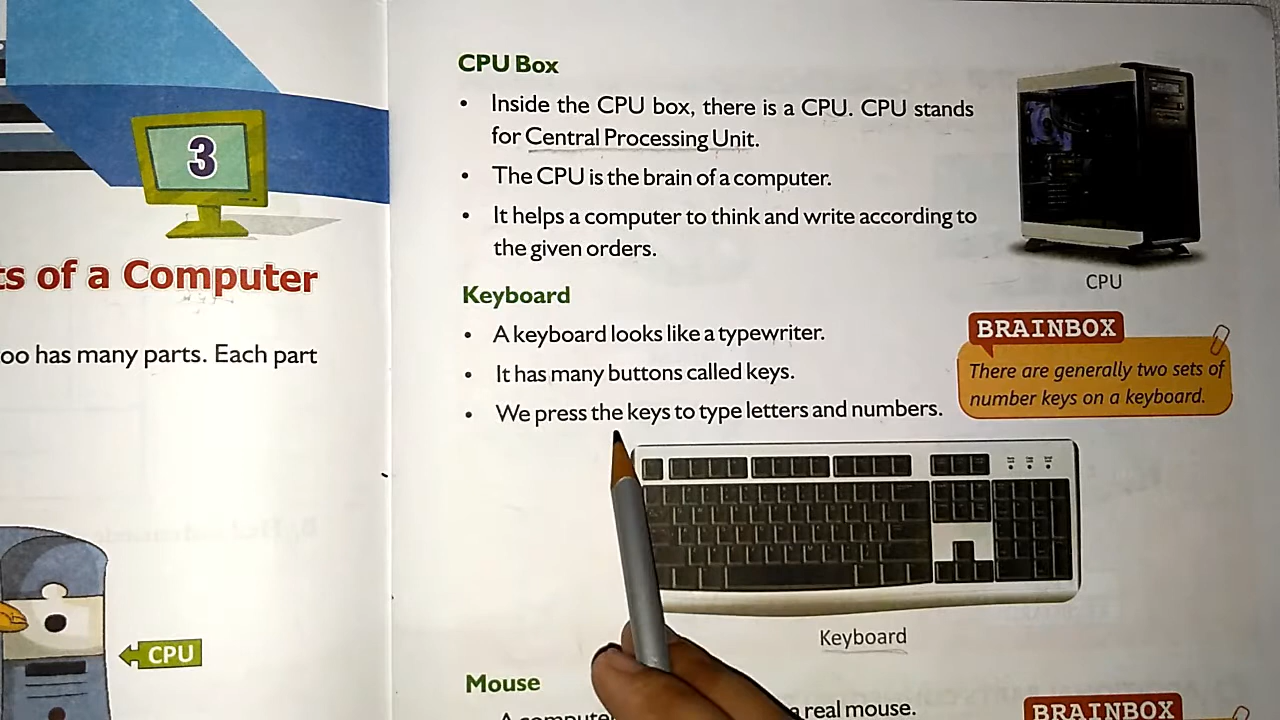 3
ts of a Computer
oo has many parts. Each part
CPU
CPU Box
• Inside the CPU box, there is a CPU. CPU stands
for Central Processing Unit.
• The CPU is the brain of a computer.
• It helps a computer to think and write according to
the given orders.
CPU
Keyboard
• A keyboard looks like a typewriter.
• It has many buttons called keys.
• We press the keys to type letters and numbers.
BRAINBOX
There are generally two sets of
number keys on a keyboard.
Keyboard
Mouse
real mouse.
BRAINBOX